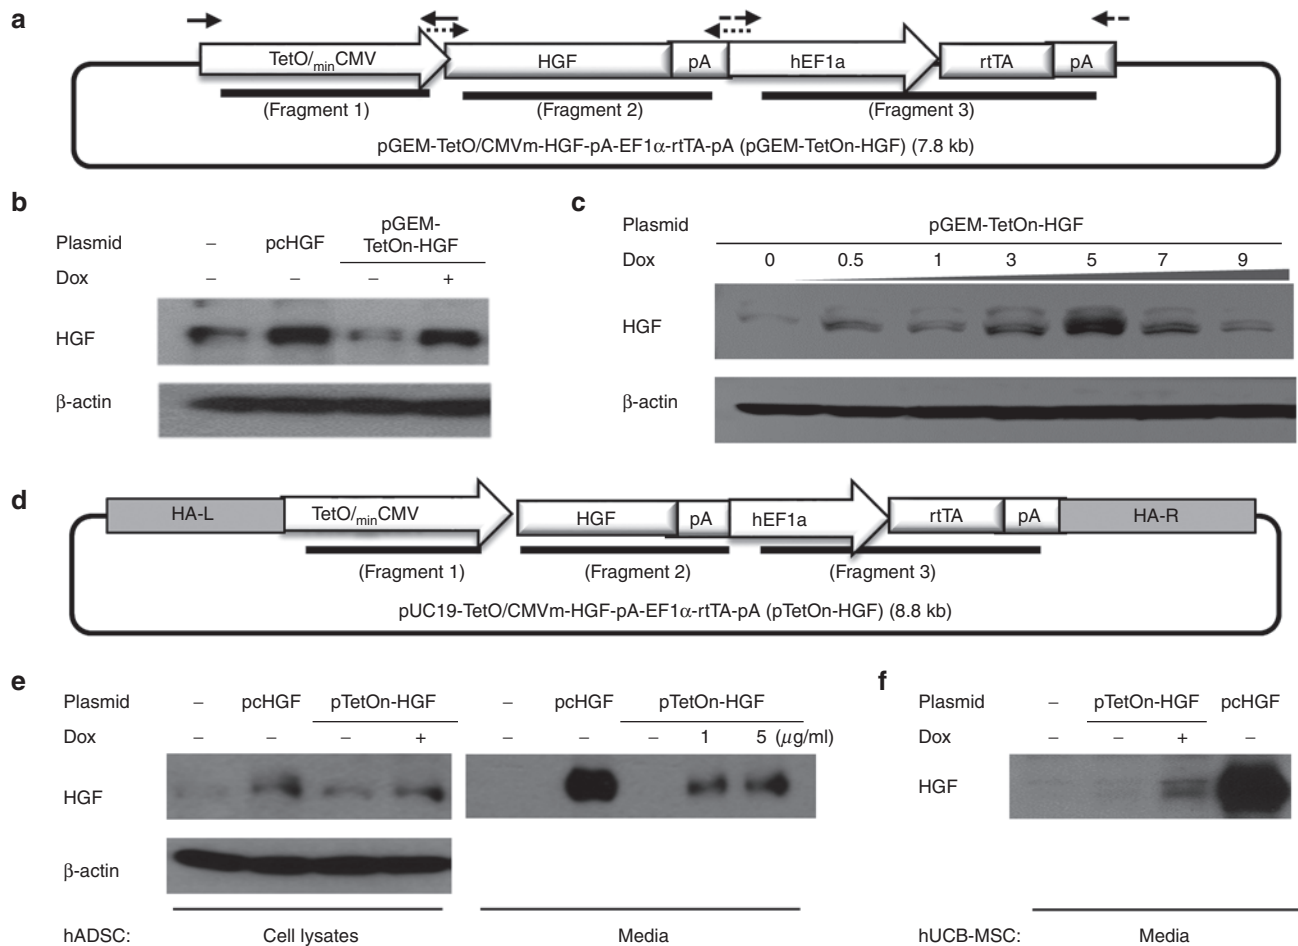 a
TetO/minCMV HGF pA hEF1a rtTA pA
(Fragment 1) (Fragment 2) (Fragment 3)
pGEM-TetO/CMVm-HGF-pA-EF1α-rtTA-pA (pGEM-TetOn-HGF) (7.8 kb)
b
Plasmid – pcHGF pGEM-
TetOn-HGF
Dox – – – +
HGF
β-actin
c
Plasmid pGEM-TetOn-HGF
Dox 0 0.5 1 3 5 7 9
HGF
β-actin
d
HA-L TetO/minCMV HGF pA hEF1a rtTA pA HA-R
(Fragment 1) (Fragment 2) (Fragment 3)
pUC19-TetO/CMVm-HGF-pA-EF1α-rtTA-pA (pTetOn-HGF) (8.8 kb)
e
Plasmid – pcHGF pTetOn-HGF – pcHGF pTetOn-HGF
Dox – – – + – – – 1 5 (μg/ml)
HGF
β-actin
hADSC: Cell lysates Media
f
Plasmid – pTetOn-HGF pcHGF
Dox – – + –
HGF
hUCB-MSC: Media